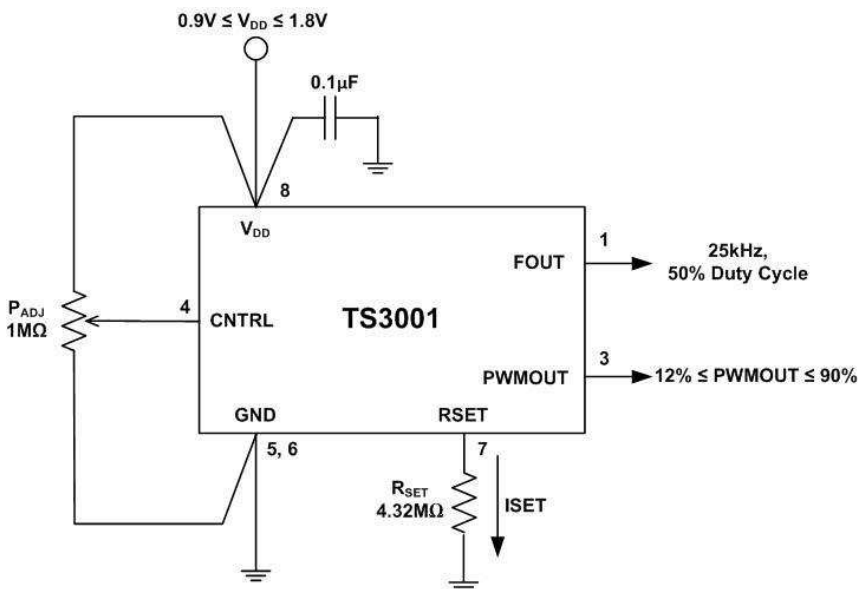 0.9V ≤ VDD ≤ 1.8V
0.1µF
8
VDD
1
FOUT
25kHz,
50% Duty Cycle
PADJ
1MΩ
4
CNTRL
TS3001
3
PWMOUT
12% ≤ PWMOUT ≤ 90%
GND
RSET
5, 6
7
RSET
4.32MΩ
ISET